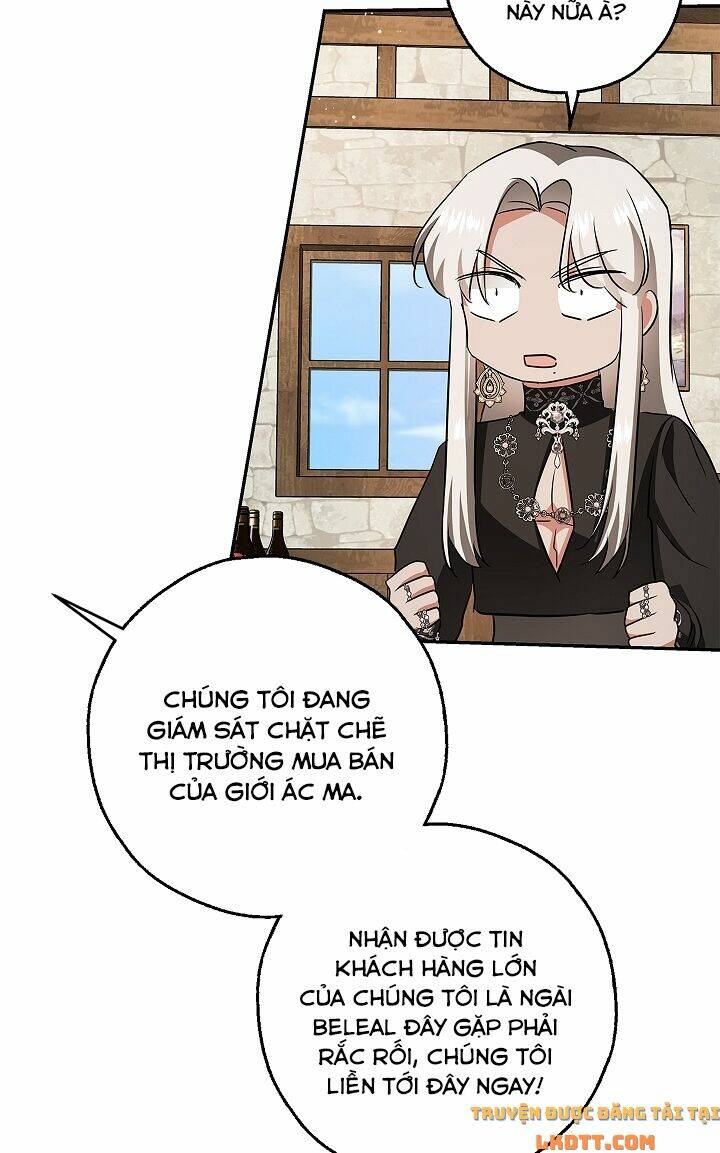 NÀY NỮA À?
CHÚNG TÔI ĐANG
GIÁM SÁT CHẶT CHẼ
THỊ TRƯỜNG MUA BÁN
CỦA GIỚI ÁC MA.
NHẬN ĐƯỢC TIN
KHÁCH HÀNG LỚN
CỦA CHÚNG TÔI LÀ NGÀI
BELEAL ĐÂY GẶP PHẢI
RẮC RỐI, CHÚNG TÔI
LIỀN TỚI ĐÂY NGAY!
TRUYỆN ĐƯỢC ĐĂNG TẢI TẠI
LKDTT.COM